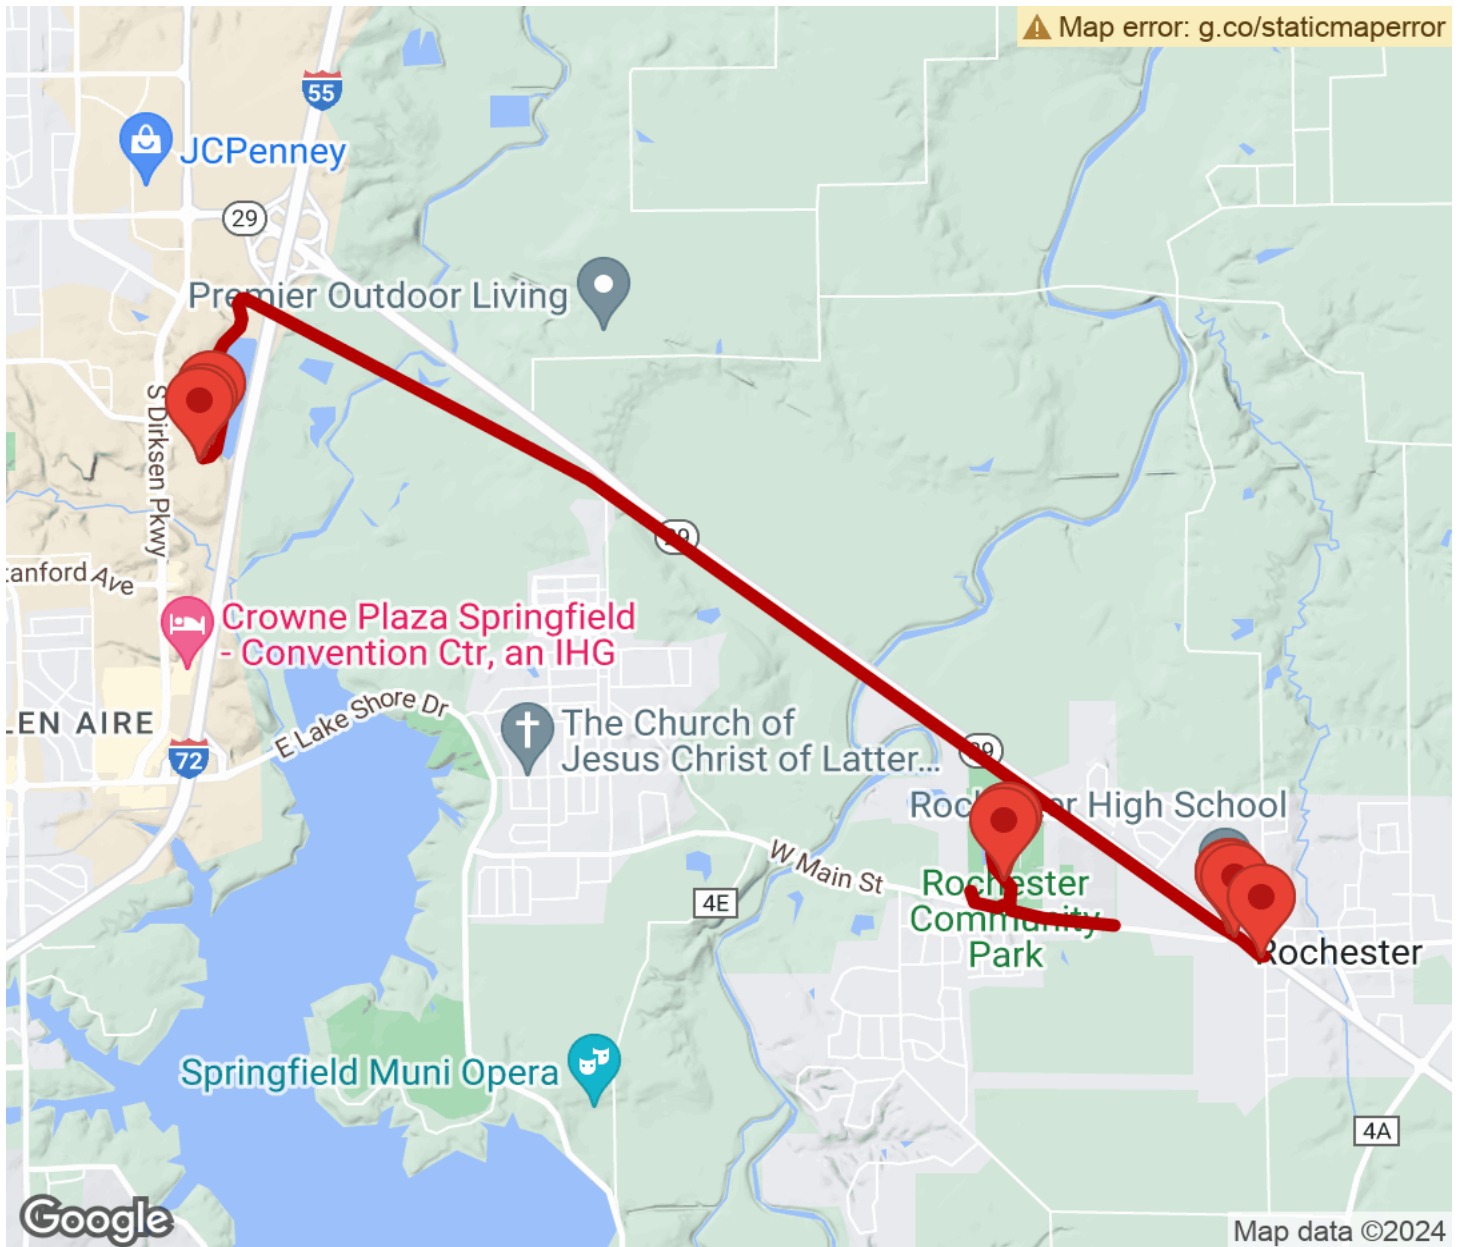 Map error: g.co/staticmaperror
55
JCPenney
29
Premier Outdoor Living
S Dirksen Pkwy
29
tanford Ave
Crowne Plaza Springfield
- Convention Ctr, an IHG
E Lake Shore Dr
LEN AIRE
72
The Church of
Jesus Christ of Latter...
29
Rochester High School
W Main St
4E
Rochester
Community
Park
Rochester
Springfield Muni Opera
4A
Google
Map data ©2024